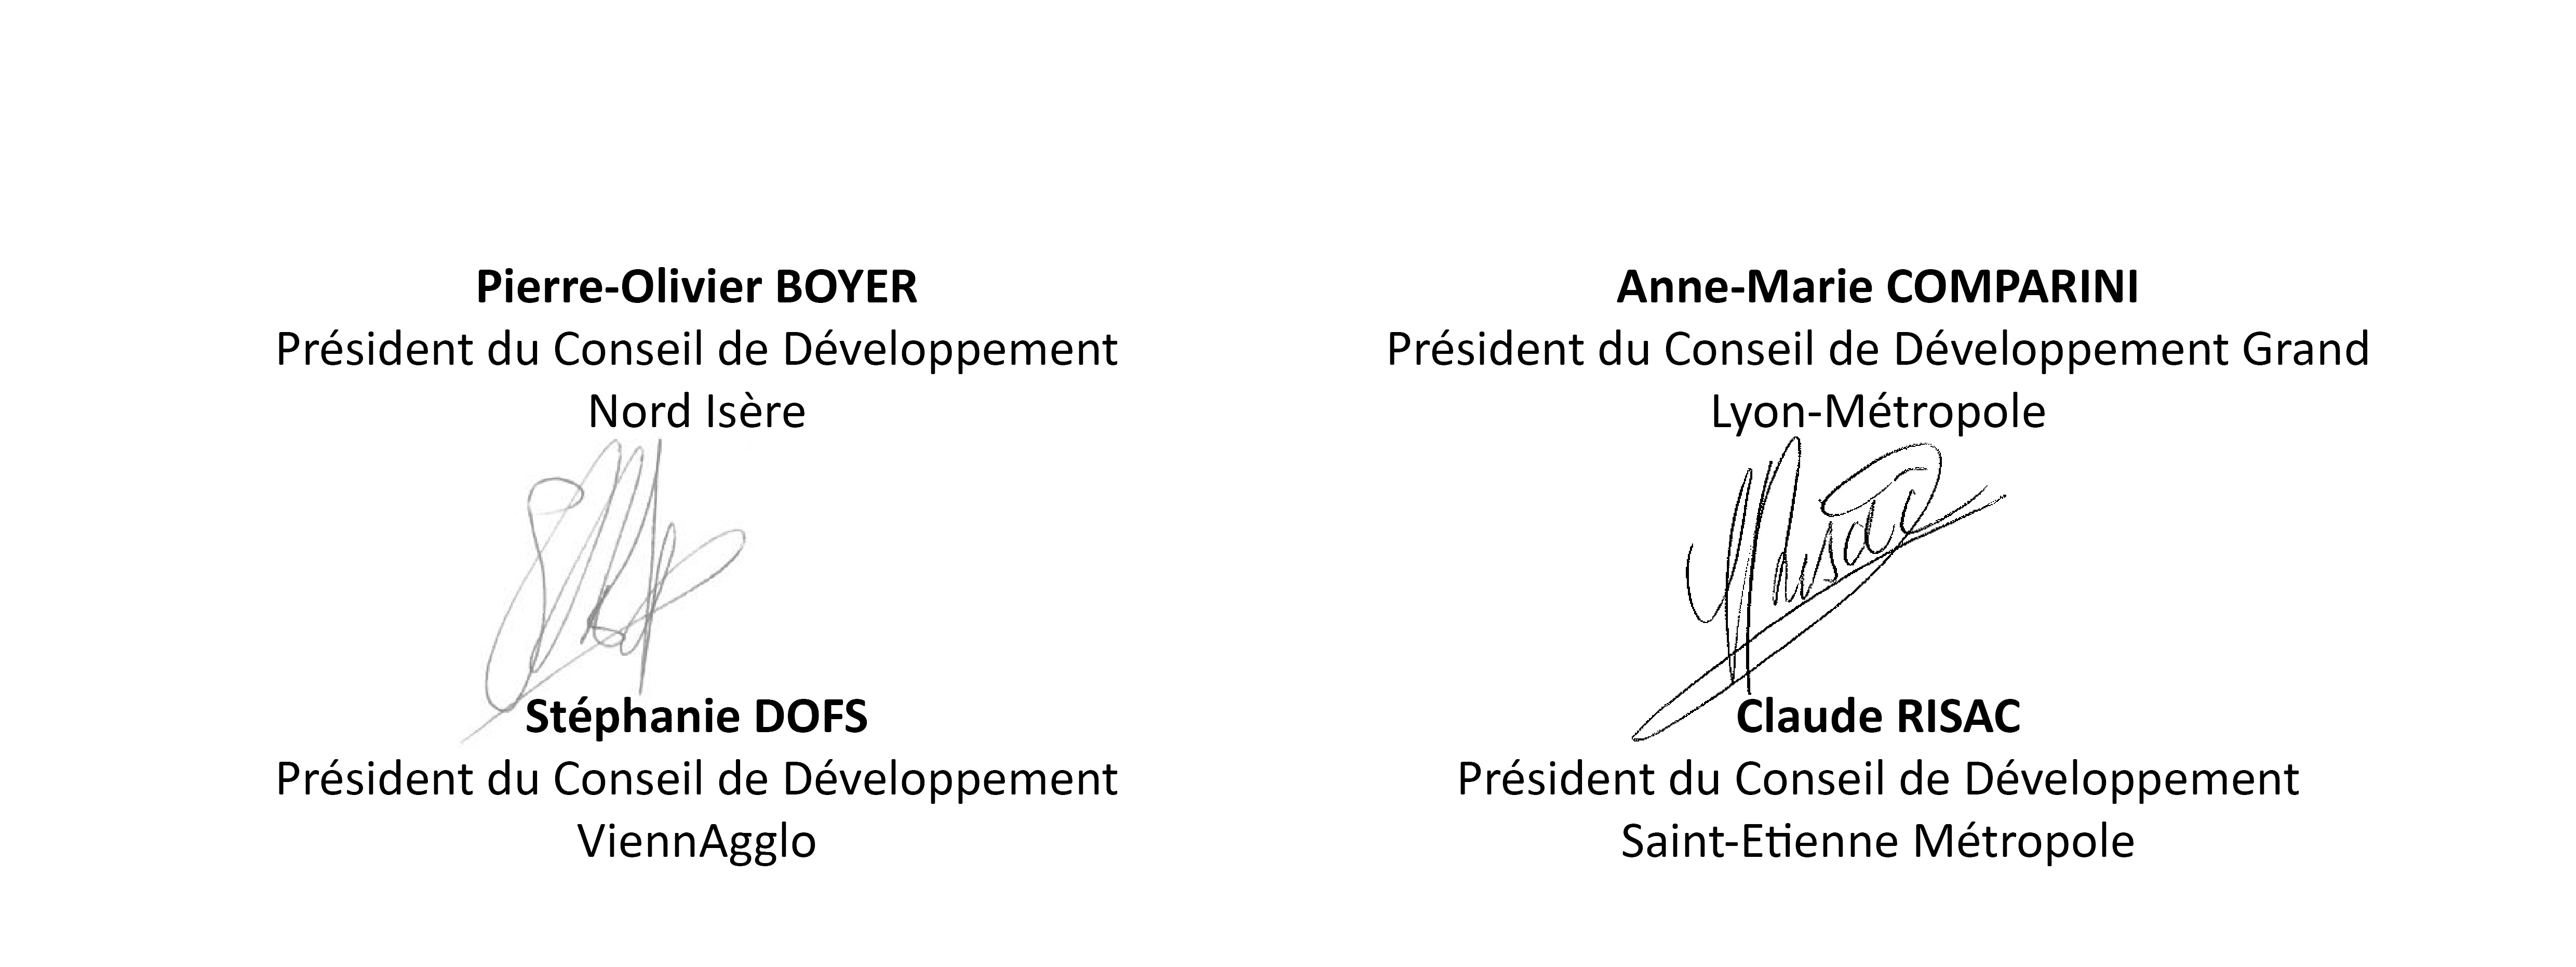 Pierre-Olivier BOYER
Président du Conseil de Développement
Nord Isère
Anne-Marie COMPARINI
Président du Conseil de Développement Grand
Lyon-Métropole
Risac
Stéphanie DOFS
Président du Conseil de Développement
ViennAgglo
Claude RISAC
Président du Conseil de Développement
Saint-Etienne Métropole